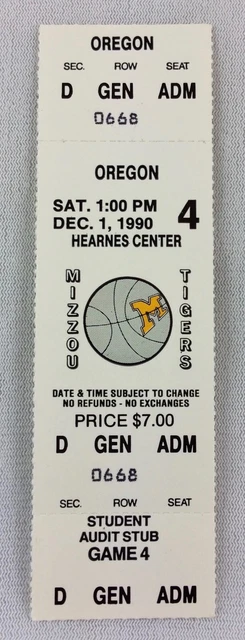 OREGON
SEC. ROW SEAT
D GEN ADM
0668
OREGON
SAT. 1:00 PM
DEC. 1, 1990 4
HEARNES CENTER
MIZZOU
M
TIGERS
DATE & TIME SUBJECT TO CHANGE
NO REFUNDS - NO EXCHANGES
PRICE $7.00
D GEN ADM
0668
SEC. ROW SEAT
STUDENT
AUDIT STUB
GAME 4
D GEN ADM